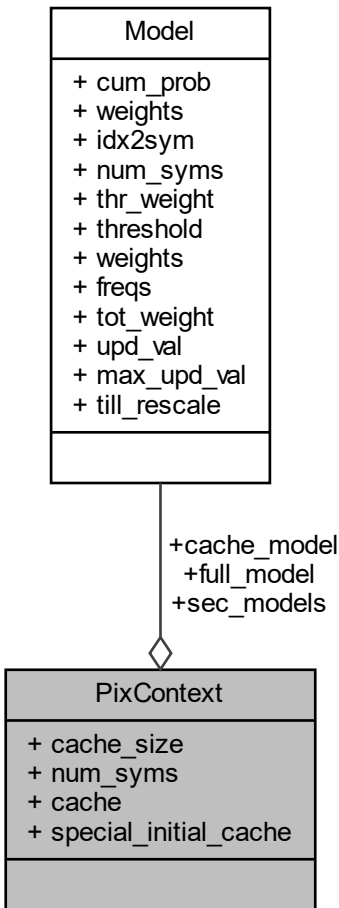 Model
+ cum_prob
+ weights
+ idx2sym
+ num_syms
+ thr_weight
+ threshold
+ weights
+ freqs
+ tot_weight
+ upd_val
+ max_upd_val
+ till_rescale
+cache_model
+full_model
+sec_models
PixContext
+ cache_size
+ num_syms
+ cache
+ special_initial_cache